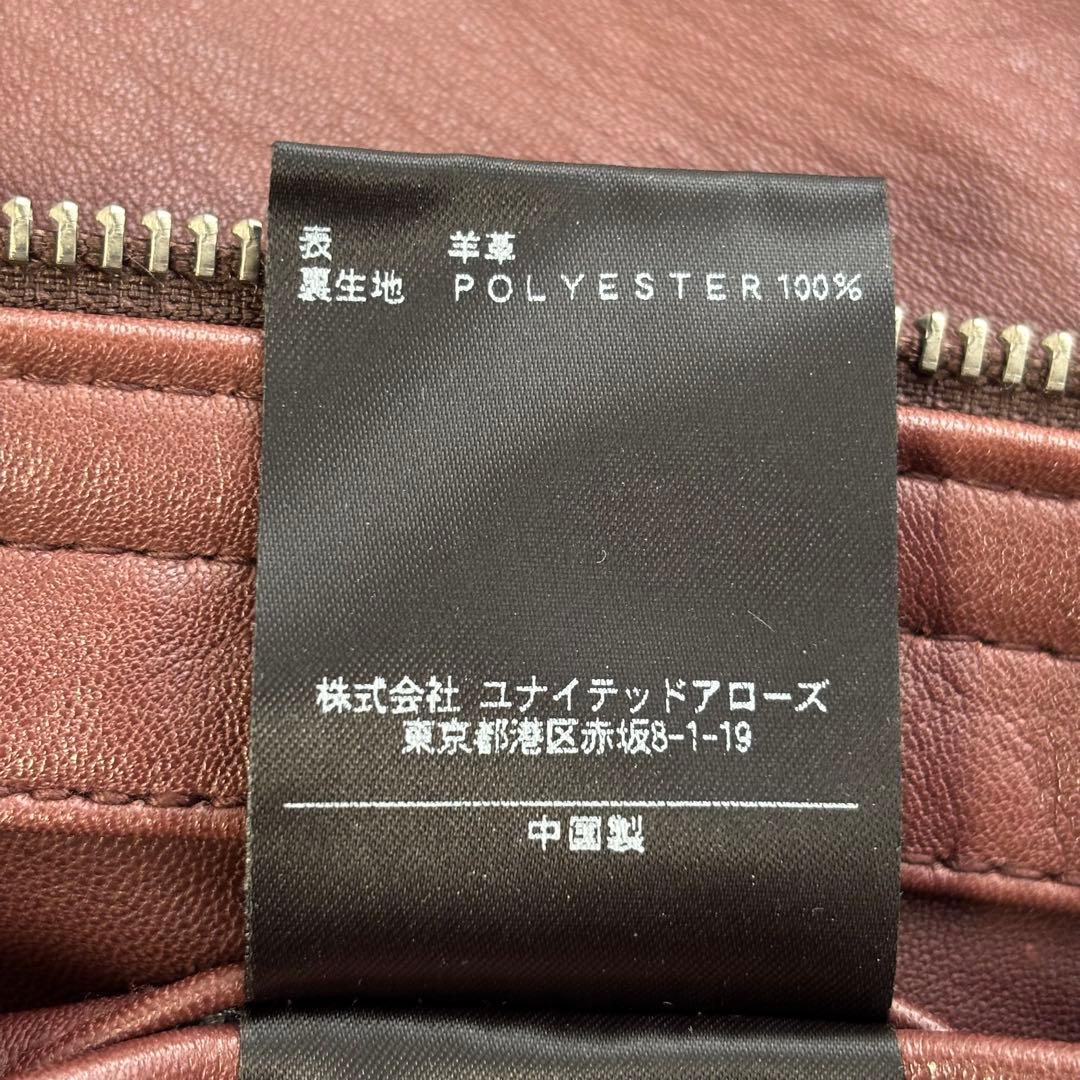 表 羊革
裏生地 POLYESTER 100%
株式会社 ユナイテッドアローズ
東京都港区赤坂8-1-19
中国製